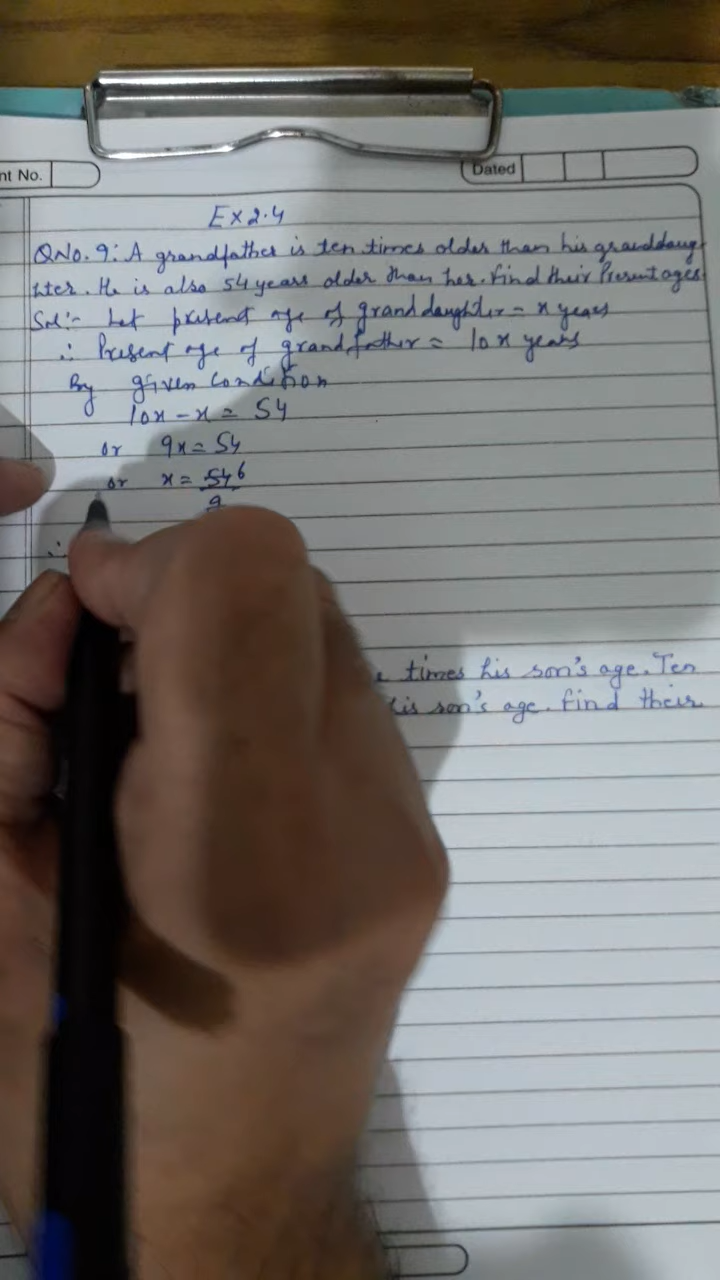 nt No.
Dated
Ex 2.4
QNo. 9: A grandfather is ten times older than his granddaug
hter. He is also 54 years older than her. Find their Present ages
Sol:- Let present age of granddaughter = x years
∴ Present age of grandfather = 10x years
By given condition
10x - x = 54
or 9x = 54
or x = 54 6
9
∴
times his son's age. Ten
his son's age. Find their